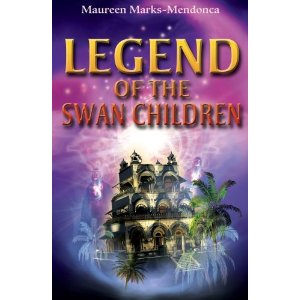 Maureen Marks-Mendonca
LEGEND
OF THE
SWAN CHILDREN